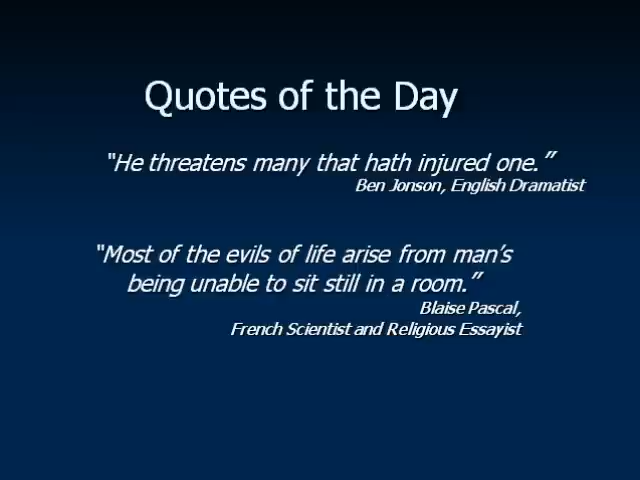 Quotes of the Day
“He threatens many that hath injured one.”
Ben Jonson, English Dramatist
“Most of the evils of life arise from man’s
being unable to sit still in a room.”
Blaise Pascal,
French Scientist and Religious Essayist